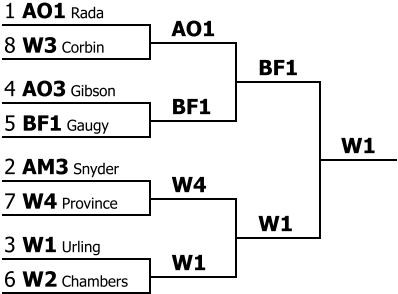 1 AO1 Rada
8 W3 Corbin
4 AO3 Gibson
5 BF1 Gaugy
2 AM3 Snyder
7 W4 Province
3 W1 Urling
6 W2 Chambers
AO1
BF1
W4
W1
BF1
W1
W1